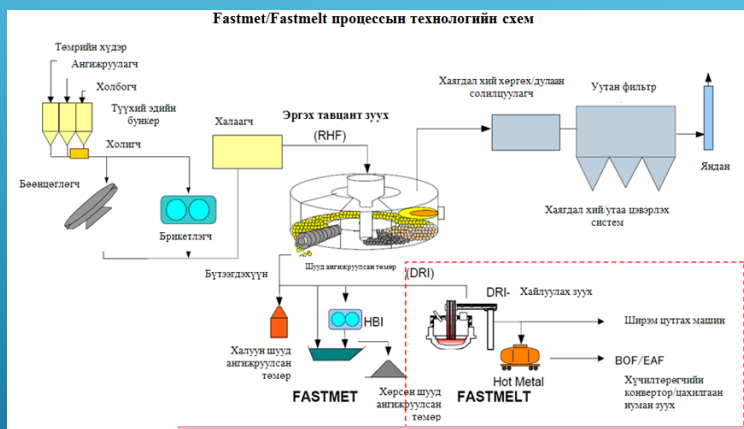 Fastmet/Fastmelt процессын технологийн схем
Төмрийн хүдэр
Ангижруулагч
Холбогч
Түүхий эдийн
бункер
Холигч
Бөөнцөглөгч
Брикетлэгч
Халаагч
Эргэх тавцант зуух
(RHF)
Хаягдал хий хөргөх/дулаан
солилцуулагч
Уутан фильтр
Яндан
Хаягдал хий/утаа цэвэрлэх
систем
Шууд ангижруулсан төмөр
(DRI)
Бүтээгдэхүүн
HBI
Халуун шууд
ангижруулсан
төмөр
FASTMET
Хөрсөн шууд
ангижруулсан
төмөр
DRI-
Хайлуулах зуух
Hot Metal
FASTMELT
Ширэм цутгах машин
BOF/EAF
Хүчилтөрөгчийн
конвертор/цахилгаан
нуман зуух